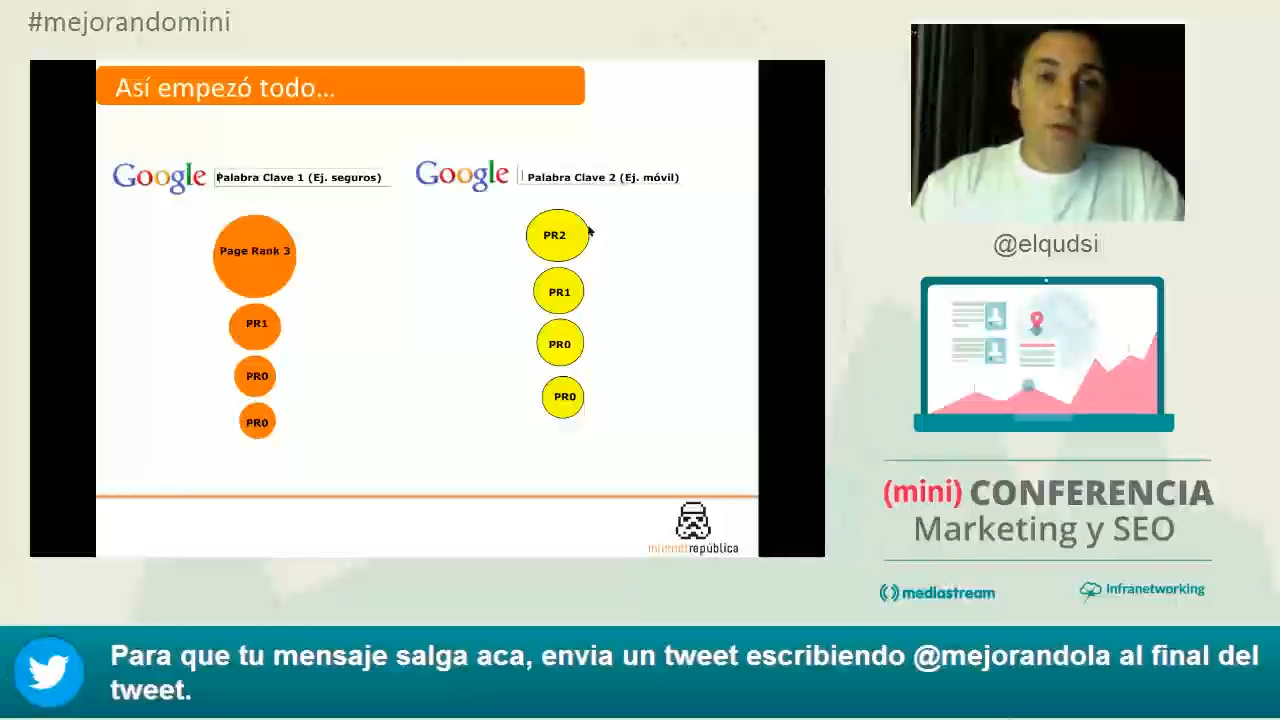 #mejorandomini
Así empezó todo...
Google Palabra Clave 1 (Ej. seguros)
Google Palabra Clave 2 (Ej. móvil)
Page Rank 3
PR1
PR0
PR0
PR2
PR1
PR0
PR0
república
@elqudsi
(mini) CONFERENCIA
Marketing y SEO
mediastream
infranetworking
Para que tu mensaje salga aca, envia un tweet escribiendo @mejorandola al final del
tweet.